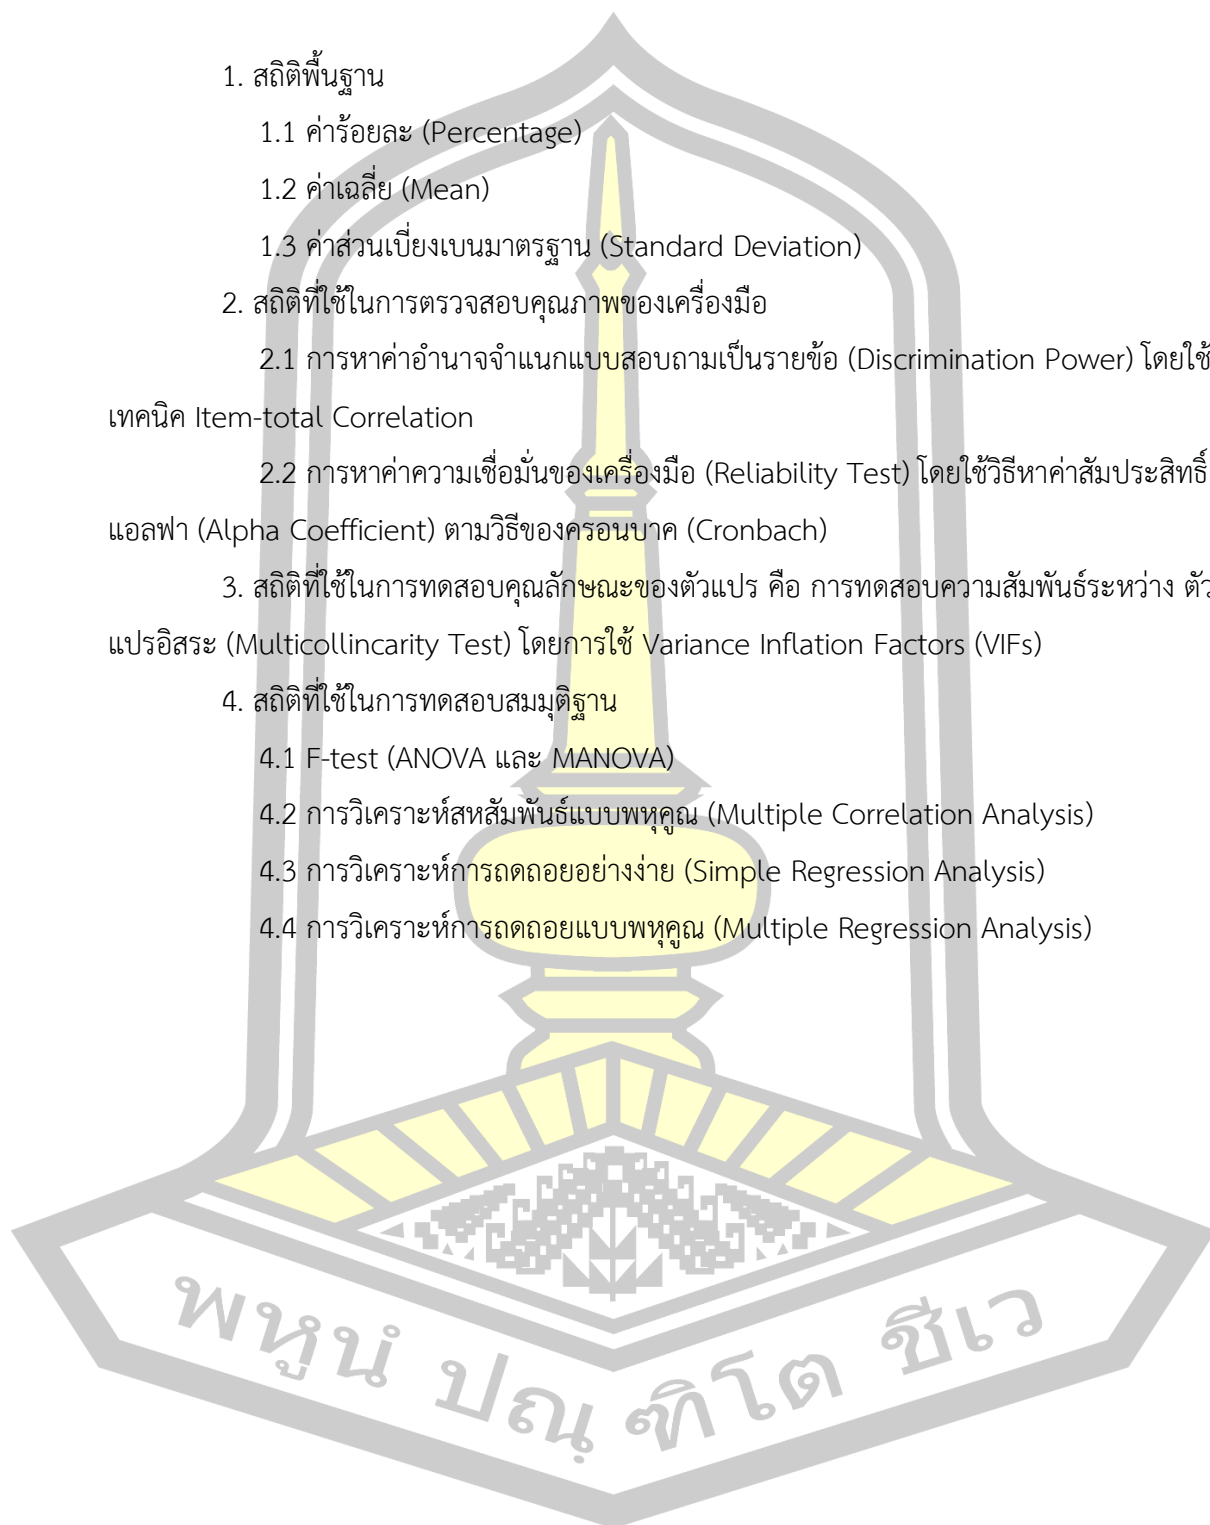 1. สถิติพื้นฐาน
1.1 ค่าร้อยละ (Percentage)
1.2 ค่าเฉลี่ย (Mean)
1.3 ค่าส่วนเบี่ยงเบนมาตรฐาน (Standard Deviation)
2. สถิติที่ใช้ในการตรวจสอบคุณภาพของเครื่องมือ
2.1 การหาค่าอำนาจจำแนกแบบสอบถามเป็นรายข้อ (Discrimination Power) โดยใช้
เทคนิค Item-total Correlation
2.2 การหาค่าความเชื่อมั่นของเครื่องมือ (Reliability Test) โดยใช้วิธีหาค่าสัมประสิทธิ์
แอลฟา (Alpha Coefficient) ตามวิธีของครอนบาค (Cronbach)
3. สถิติที่ใช้ในการทดสอบคุณลักษณะของตัวแปร คือ การทดสอบความสัมพันธ์ระหว่าง ตัว
แปรอิสระ (Multicollincarity Test) โดยการใช้ Variance Inflation Factors (VIFs)
4. สถิติที่ใช้ในการทดสอบสมมุติฐาน
4.1 F-test (ANOVA และ MANOVA)
4.2 การวิเคราะห์สหสัมพันธ์แบบพหุคูณ (Multiple Correlation Analysis)
4.3 การวิเคราะห์การถดถอยอย่างง่าย (Simple Regression Analysis)
4.4 การวิเคราะห์การถดถอยแบบพหุคูณ (Multiple Regression Analysis)
พหูนํ ปณฺ ฑิโต ชีเว